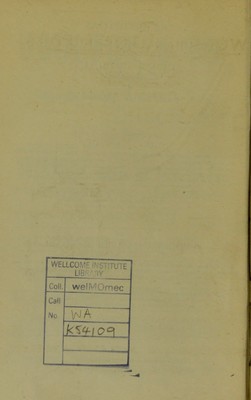 WELLCOME INSTITUTE
LIBRARY
Coll. welMOmec
Call
No. WA
K54109